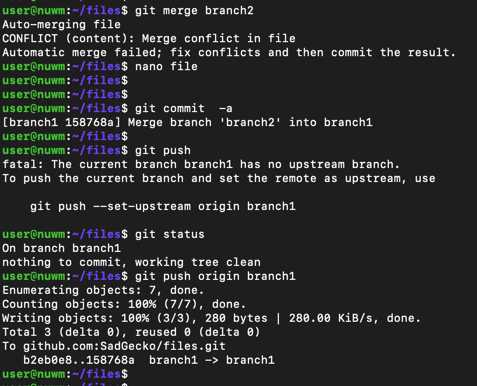 user@nuwm:~/files$ git merge branch2
Auto-merging file
CONFLICT (content): Merge conflict in file
Automatic merge failed; fix conflicts and then commit the result.
user@nuwm:~/files$ nano file
user@nuwm:~/files$
user@nuwm:~/files$
user@nuwm:~/files$ git commit  -a
[branch1 158768a] Merge branch 'branch2' into branch1
user@nuwm:~/files$
user@nuwm:~/files$ git push
fatal: The current branch branch1 has no upstream branch.
To push the current branch and set the remote as upstream, use
    git push --set-upstream origin branch1
user@nuwm:~/files$ git status
On branch branch1
nothing to commit, working tree clean
user@nuwm:~/files$ git push origin branch1
Enumerating objects: 7, done.
Counting objects: 100% (7/7), done.
Writing objects: 100% (3/3), 280 bytes | 280.00 KiB/s, done.
Total 3 (delta 0), reused 0 (delta 0)
To github.com:SadGecko/files.git
   b2eb0e8..158768a  branch1 -> branch1
user@nuwm:~/files$